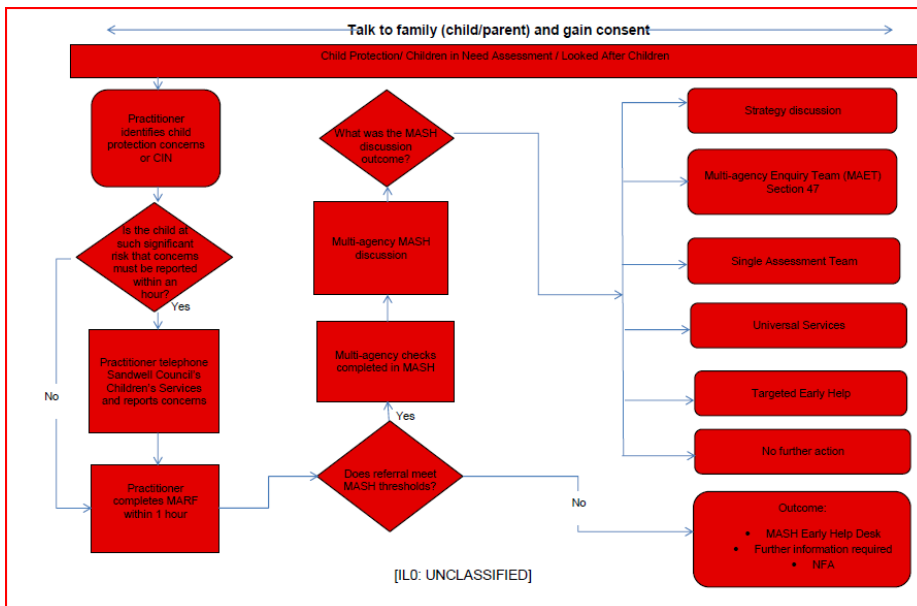 Talk to family (child/parent) and gain consent
Child Protection/ Children in Need Assessment / Looked After Children
Practitioner
identifies child
protection concerns
or CIN
Is the child at
such significant
risk that concerns
must be reported
within an
hour?
Yes
No
Practitioner telephone
Sandwell Council's
Children's Services
and reports concerns
Practitioner
completes MARF
within 1 hour
What was the MASH
discussion
outcome?
Multi-agency MASH
discussion
Multi-agency checks
completed in MASH
Yes
Does referral meet
MASH thresholds?
No
Strategy discussion
Multi-agency Enquiry Team (MAET)
Section 47
Single Assessment Team
Universal Services
Targeted Early Help
No further action
Outcome:
• MASH Early Help Desk
• Further information required
• NFA
[IL0: UNCLASSIFIED]